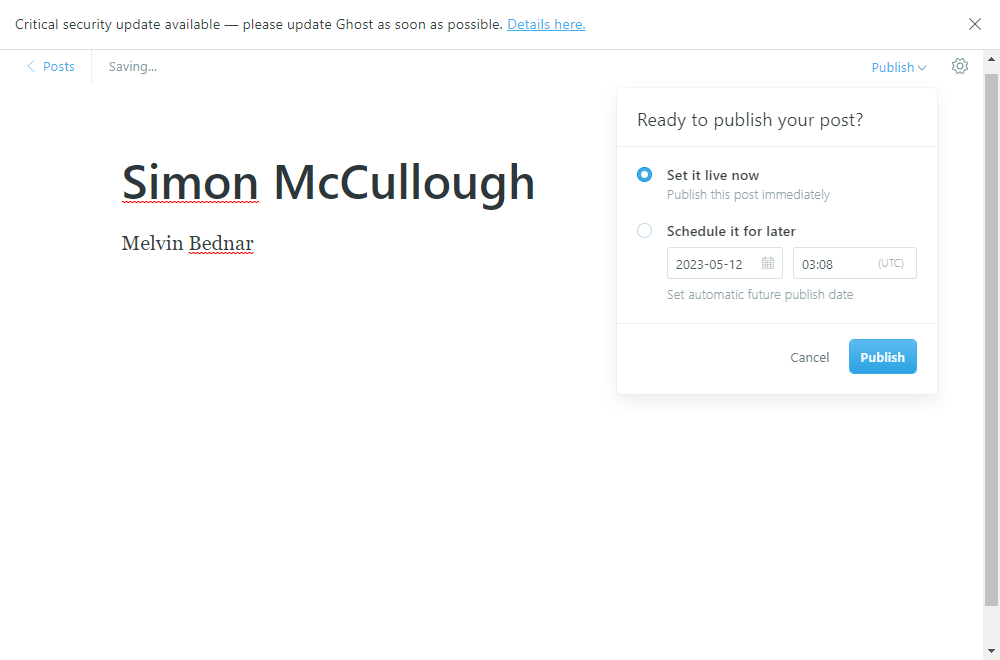 Critical security update available — please update Ghost as soon as possible. Details here.
Posts
Saving...
Publish
Ready to publish your post?
Simon McCullough
Melvin Bednar
Set it live now
Publish this post immediately
Schedule it for later
2023-05-12
03:08 (UTC)
Set automatic future publish date
Cancel
Publish